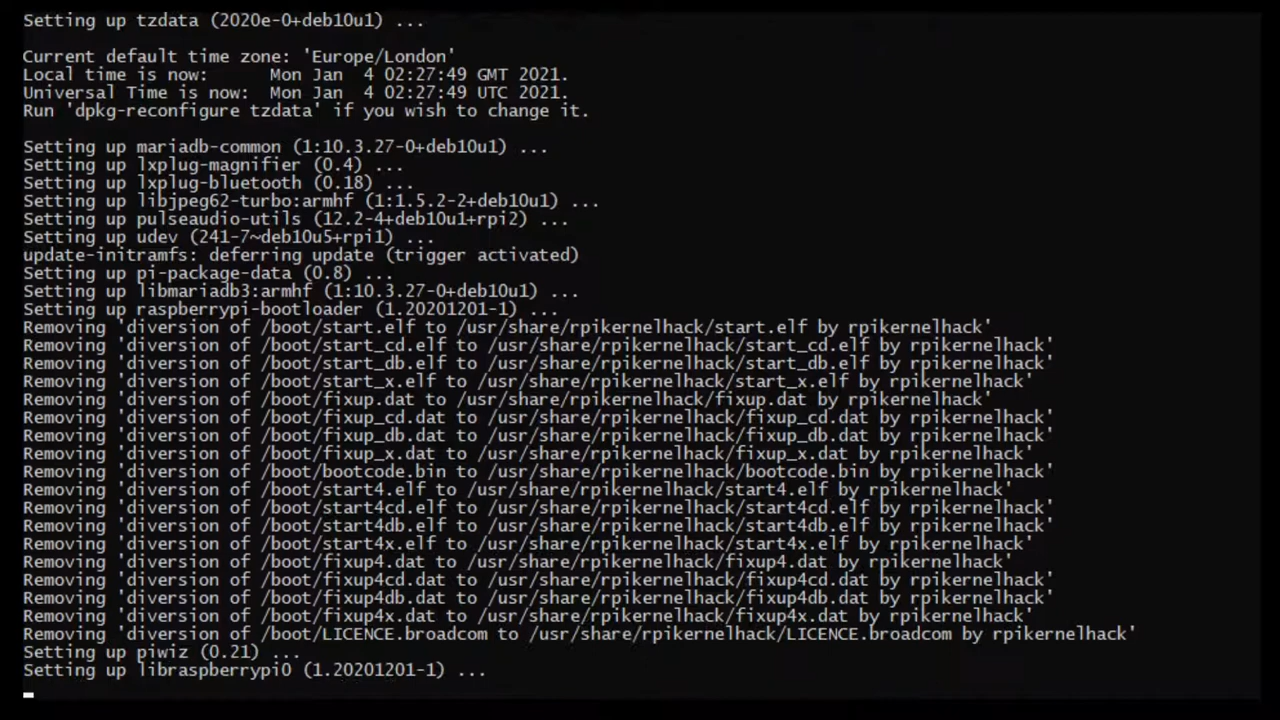 Setting up tzdata (2020e-0+deb10u1) ...
Current default time zone: 'Europe/London'
Local time is now:      Mon Jan  4 02:27:49 GMT 2021.
Universal Time is now:  Mon Jan  4 02:27:49 UTC 2021.
Run 'dpkg-reconfigure tzdata' if you wish to change it.
Setting up mariadb-common (1:10.3.27-0+deb10u1) ...
Setting up lxplug-magnifier (0.4) ...
Setting up lxplug-bluetooth (0.18) ...
Setting up libjpeg62-turbo:armhf (1:1.5.2-2+deb10u1) ...
Setting up pulseaudio-utils (12.2-4+deb10u1+rpi2) ...
Setting up udev (241-7~deb10u5+rpi1) ...
update-initramfs: deferring update (trigger activated)
Setting up pi-package-data (0.8) ...
Setting up libmariadb3:armhf (1:10.3.27-0+deb10u1) ...
Setting up raspberrypi-bootloader (1.20201201-1) ...
Removing 'diversion of /boot/start.elf to /usr/share/rpikernelhack/start.elf by rpikernelhack'
Removing 'diversion of /boot/start_cd.elf to /usr/share/rpikernelhack/start_cd.elf by rpikernelhack'
Removing 'diversion of /boot/start_db.elf to /usr/share/rpikernelhack/start_db.elf by rpikernelhack'
Removing 'diversion of /boot/start_x.elf to /usr/share/rpikernelhack/start_x.elf by rpikernelhack'
Removing 'diversion of /boot/fixup.dat to /usr/share/rpikernelhack/fixup.dat by rpikernelhack'
Removing 'diversion of /boot/fixup_cd.dat to /usr/share/rpikernelhack/fixup_cd.dat by rpikernelhack'
Removing 'diversion of /boot/fixup_db.dat to /usr/share/rpikernelhack/fixup_db.dat by rpikernelhack'
Removing 'diversion of /boot/fixup_x.dat to /usr/share/rpikernelhack/fixup_x.dat by rpikernelhack'
Removing 'diversion of /boot/bootcode.bin to /usr/share/rpikernelhack/bootcode.bin by rpikernelhack'
Removing 'diversion of /boot/start4.elf to /usr/share/rpikernelhack/start4.elf by rpikernelhack'
Removing 'diversion of /boot/start4cd.elf to /usr/share/rpikernelhack/start4cd.elf by rpikernelhack'
Removing 'diversion of /boot/start4db.elf to /usr/share/rpikernelhack/start4db.elf by rpikernelhack'
Removing 'diversion of /boot/start4x.elf to /usr/share/rpikernelhack/start4x.elf by rpikernelhack'
Removing 'diversion of /boot/fixup4.dat to /usr/share/rpikernelhack/fixup4.dat by rpikernelhack'
Removing 'diversion of /boot/fixup4cd.dat to /usr/share/rpikernelhack/fixup4cd.dat by rpikernelhack'
Removing 'diversion of /boot/fixup4db.dat to /usr/share/rpikernelhack/fixup4db.dat by rpikernelhack'
Removing 'diversion of /boot/fixup4x.dat to /usr/share/rpikernelhack/fixup4x.dat by rpikernelhack'
Removing 'diversion of /boot/LICENCE.broadcom to /usr/share/rpikernelhack/LICENCE.broadcom by rpikernelhack'
Setting up piwiz (0.21) ...
Setting up libraspberrypi0 (1.20201201-1) ...